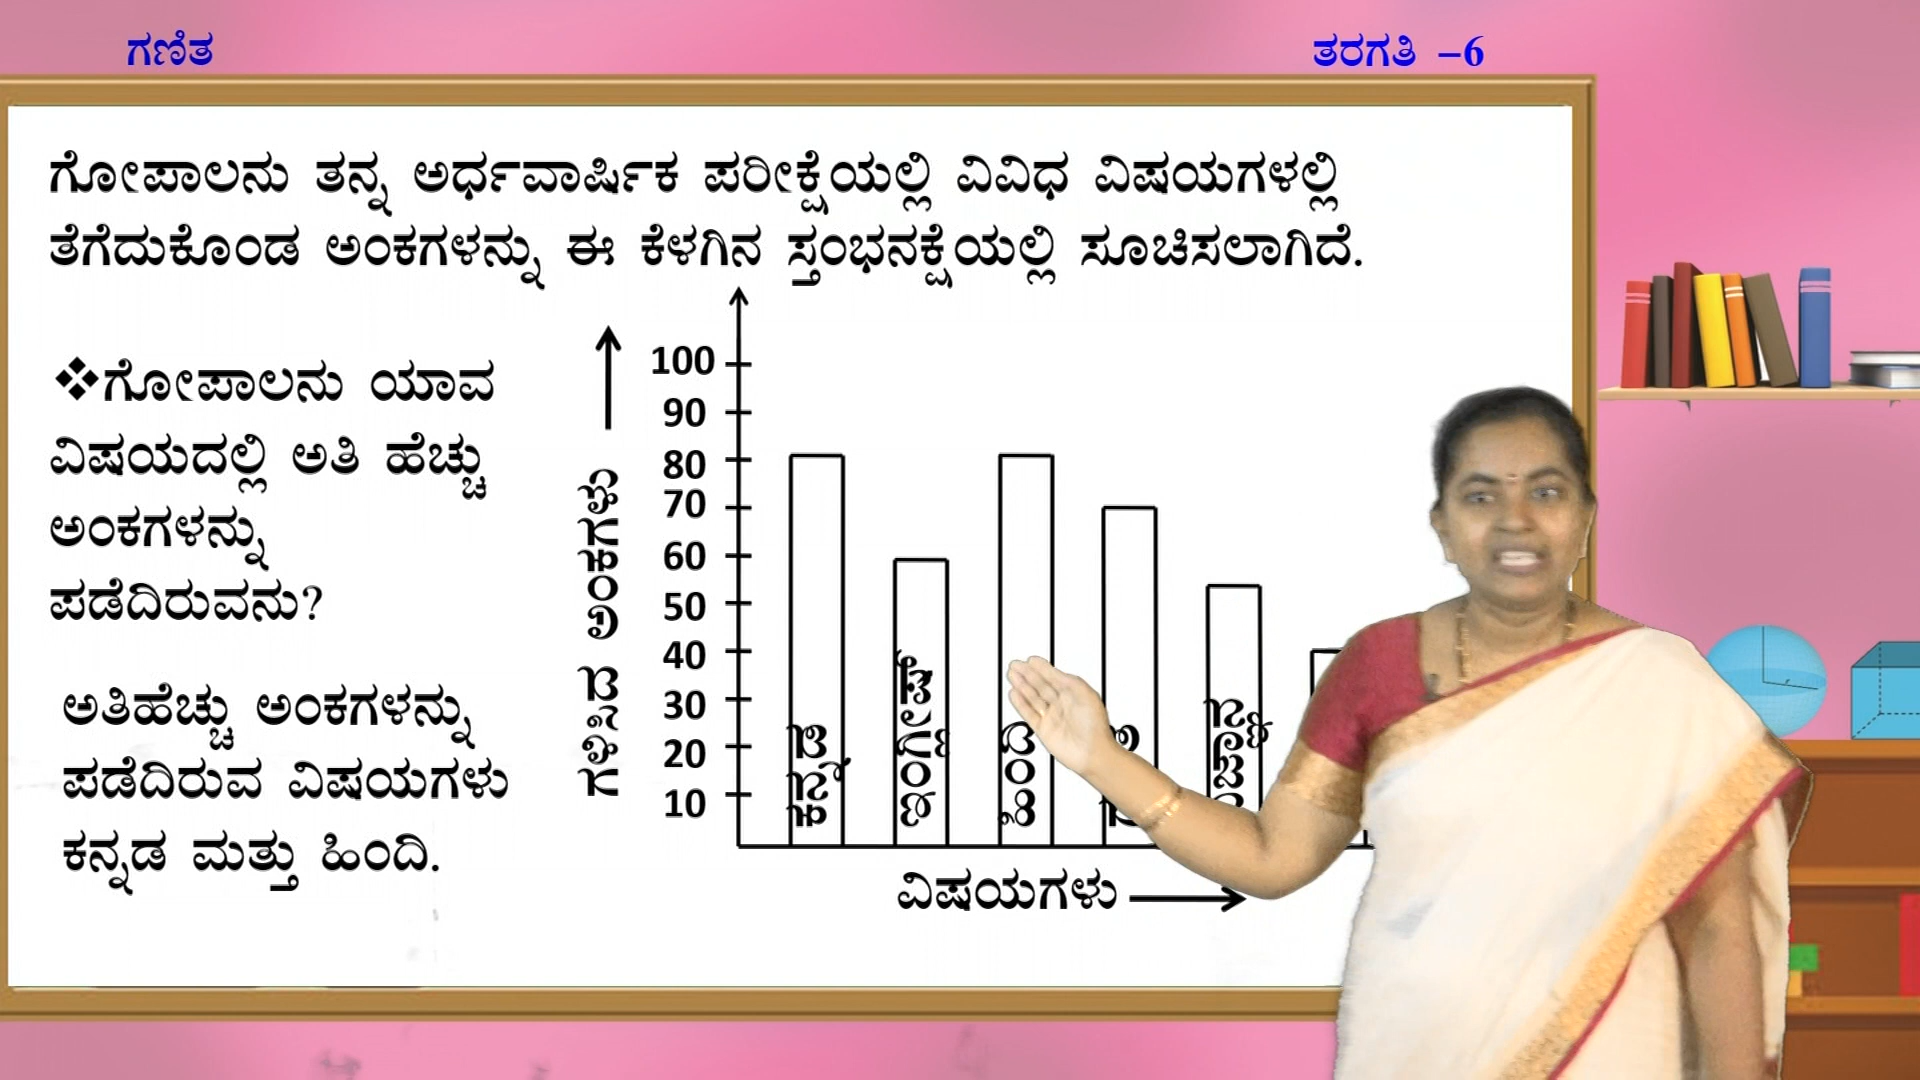 ಗಣಿತ
ತರಗತಿ –6
ಗೋಪಾಲನು ತನ್ನ ಅರ್ಧವಾರ್ಷಿಕ ಪರೀಕ್ಷೆಯಲ್ಲಿ ವಿವಿಧ ವಿಷಯಗಳಲ್ಲಿ
ತೆಗೆದುಕೊಂಡ ಅಂಕಗಳನ್ನು ಈ ಕೆಳಗಿನ ಸ್ತಂಭನಕ್ಷೆಯಲ್ಲಿ ಸೂಚಿಸಲಾಗಿದೆ.
❖ಗೋಪಾಲನು ಯಾವ
ವಿಷಯದಲ್ಲಿ ಅತಿ ಹೆಚ್ಚು
ಅಂಕಗಳನ್ನು
ಪಡೆದಿರುವನು?
ಅತಿಹೆಚ್ಚು ಅಂಕಗಳನ್ನು
ಪಡೆದಿರುವ ವಿಷಯಗಳು
ಕನ್ನಡ ಮತ್ತು ಹಿಂದಿ.
ಗಳಿಸಿದ ಅಂಕಗಳು
100
90
80
70
60
50
40
30
20
10
ಕನ್ನಡ
ಇಂಗ್ಲೀಷ್
ವಿಷಯಗಳು